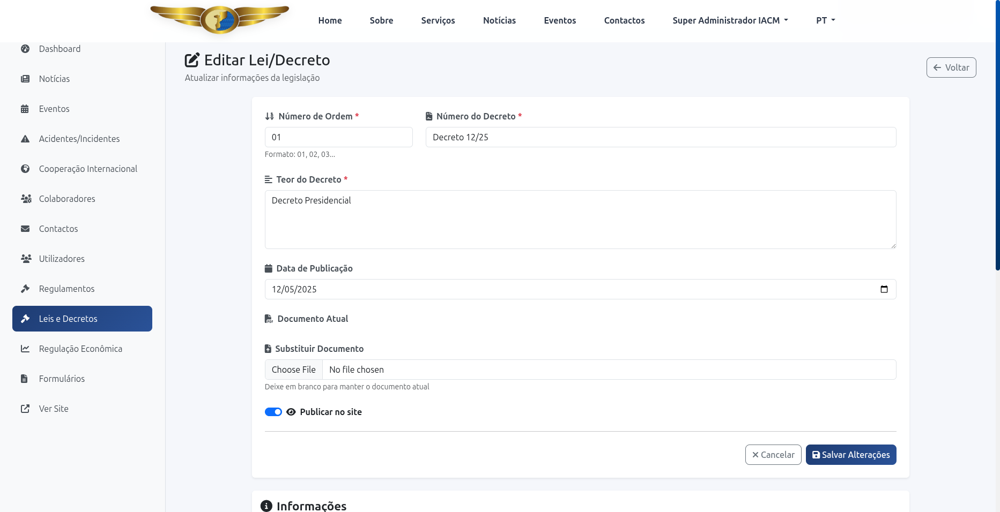 Home Sobre Serviços Notícias Eventos Contactos Super Administrador IACM PT
Dashboard
Notícias
Eventos
Acidentes/Incidentes
Cooperação Internacional
Colaboradores
Contactos
Utilizadores
Regulamentos
Leis e Decretos
Regulação Econômica
Formulários
Ver Site
Editar Lei/Decreto
Atualizar informações da legislação
Voltar
Número de Ordem * Número do Decreto *
01 Decreto 12/25
Formato: 01, 02, 03...
Teor do Decreto *
Decreto Presidencial
Data de Publicação
12/05/2025
Documento Atual
Substituir Documento
Choose File No file chosen
Deixe em branco para manter o documento atual
Publicar no site
Cancelar Salvar Alterações
Informações